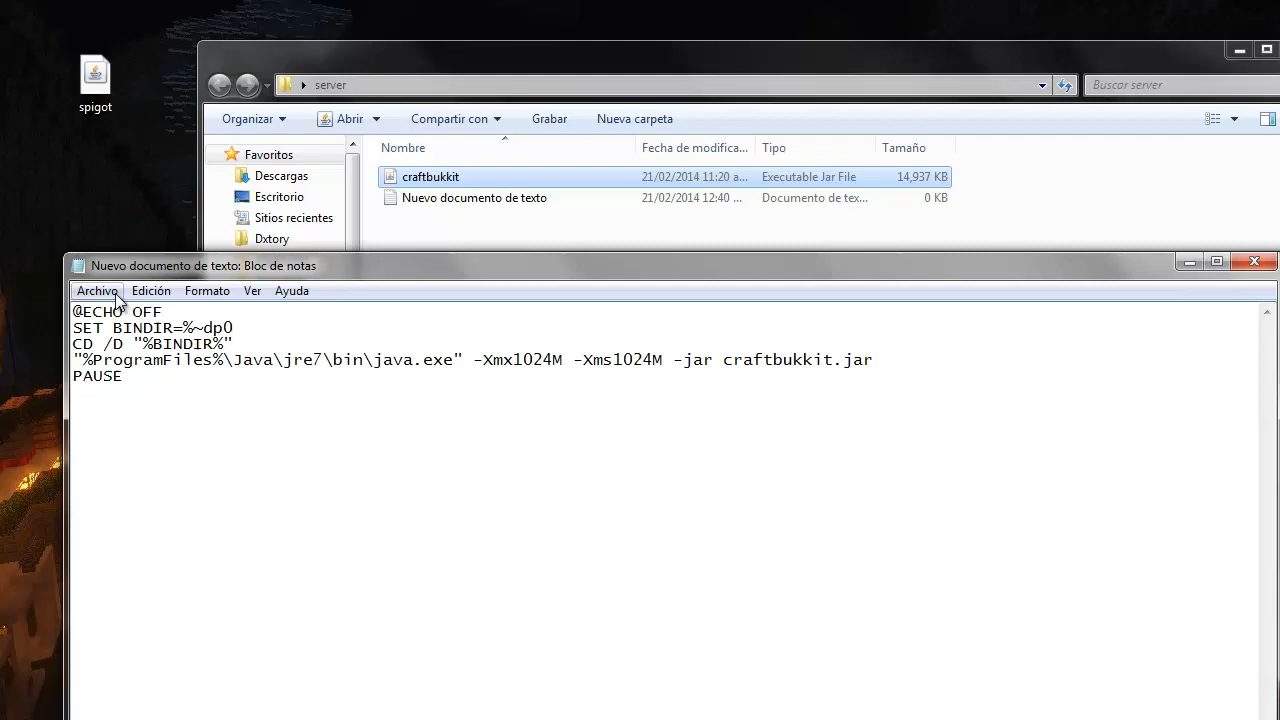 spigot
server
Buscar server
Organizar
Abrir
Comparar con
Grabar
Nueva carpeta
Favoritos
Descargas
Escritorio
Sitios recientes
Dxtory
Nombre
Fecha de modifica...
Tipo
Tamaño
craftbukkit
21/02/2014 11:20 a...
Executable Jar File
14,937 KB
Nuevo documento de texto
21/02/2014 12:40 ...
Documento de tex...
0 KB
Nuevo documento de texto: Bloc de notas
Archivo
Edición
Formato
Ver
Ayuda
@ECHO OFF
SET BINDIR=%~dp0
CD /D "%BINDIR%"
"%ProgramFiles%\Java\jre7\bin\java.exe" -Xmx1024M -Xms1024M -jar craftbukkit.jar
PAUSE